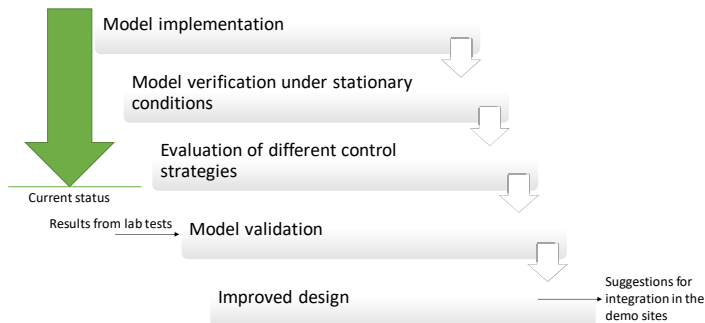 Model implementation
Model verification under stationary
conditions
Evaluation of different control
strategies
Current status
Results from lab tests
Model validation
Improved design
Suggestions for
integration in the
demo sites